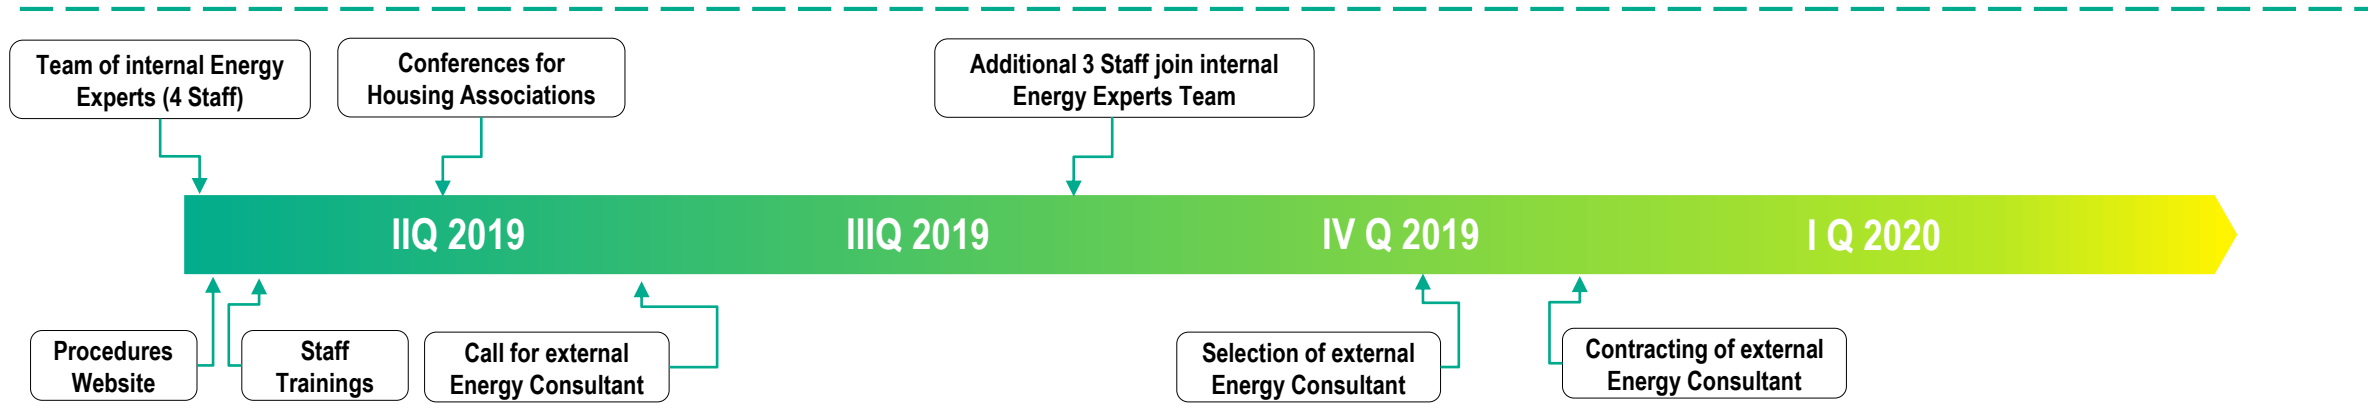 Team of internal Energy
Experts (4 Staff)
Conferences for
Housing Associations
Additional 3 Staff join internal
Energy Experts Team
IIQ 2019
IIIQ 2019
IV Q 2019
I Q 2020
Procedures
Website
Staff
Trainings
Call for external
Energy Consultant
Selection of external
Energy Consultant
Contracting of external
Energy Consultant